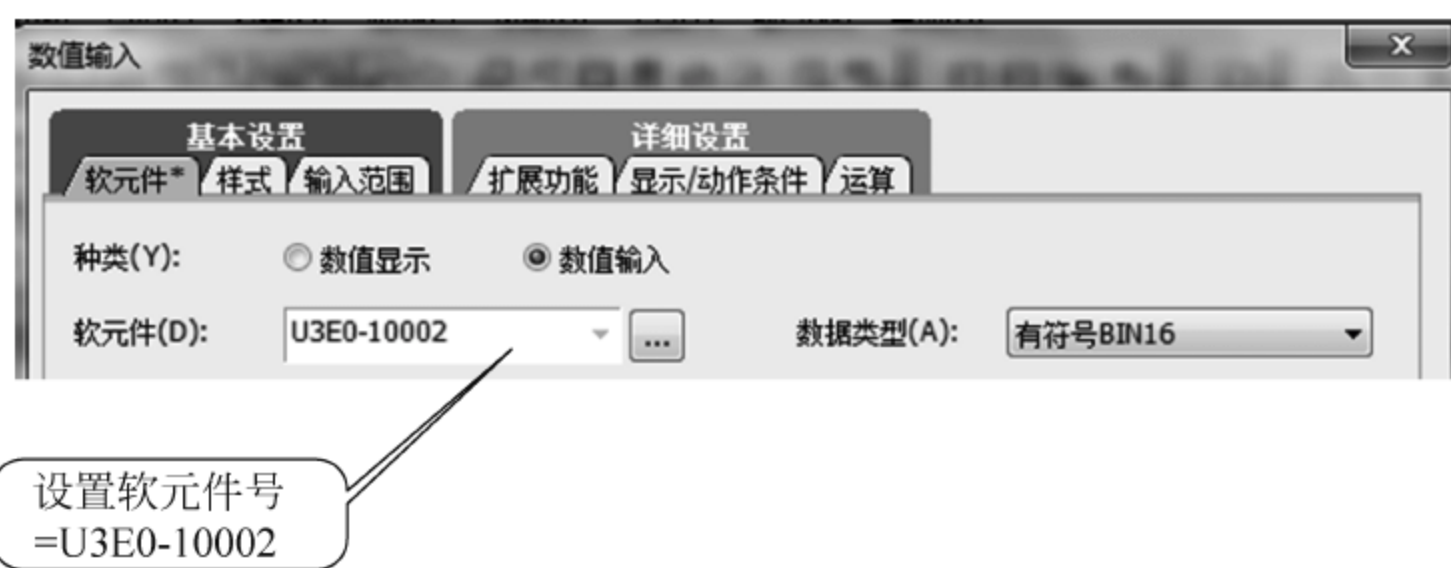 数值输入
基本设置 详细设置
软元件* 样式 输入范围 扩展功能 显示/动作条件 运算
种类(Y): 数值显示 数值输入
软元件(D): U3E0-10002 ... 数据类型(A): 有符号BIN16
设置软元件号
=U3E0-10002